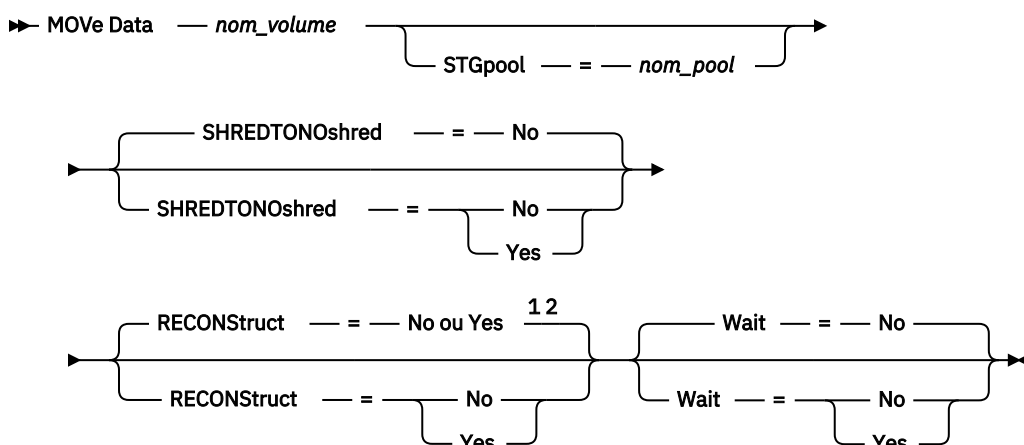 MOVe Data nom_volume
STGpool = nom_pool
SHREDTONOshred = No
SHREDTONOshred = No
Yes
RECONStruct = No ou Yes 1 2 Wait = No
RECONStruct = No Wait = No
Yes Yes